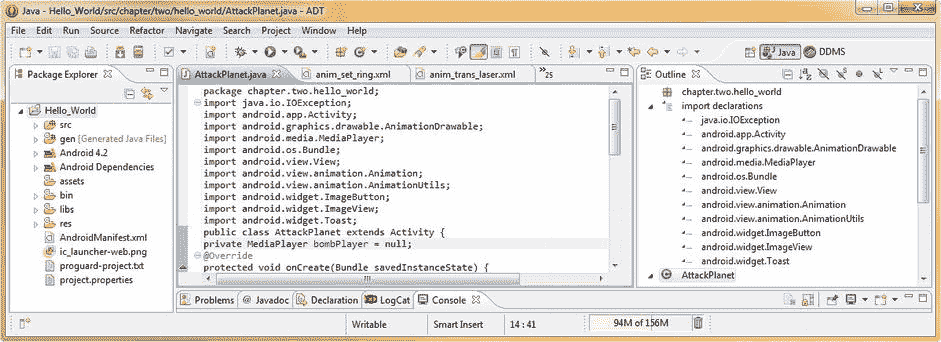 Java - Hello_World/src/chapter/two/hello_world/AttackPlanet.java - ADT
File Edit Run Source Refactor Navigate Search Project Window Help
Java DDMS
Package Explorer
Hello_World
src
gen [Generated Java Files]
Android 4.2
Android Dependencies
assets
bin
libs
res
AndroidManifest.xml
ic_launcher-web.png
proguard-project.txt
project.properties
AttackPlanet.java anim_set_ring.xml anim_trans_laser.xml »25
package chapter.two.hello_world;
import java.io.IOException;
import android.app.Activity;
import android.graphics.drawable.AnimationDrawable;
import android.media.MediaPlayer;
import android.os.Bundle;
import android.view.View;
import android.view.animation.Animation;
import android.view.animation.AnimationUtils;
import android.widget.ImageButton;
import android.widget.ImageView;
import android.widget.Toast;
public class AttackPlanet extends Activity {
private MediaPlayer bombPlayer = null;
@Override
protected void onCreate(Bundle savedInstanceState) {
Outline
chapter.two.hello_world
import declarations
java.io.IOException
android.app.Activity
android.graphics.drawable.AnimationDrawable
android.media.MediaPlayer
android.os.Bundle
android.view.View
android.view.animation.Animation
android.view.animation.AnimationUtils
android.widget.ImageButton
android.widget.ImageView
android.widget.Toast
AttackPlanet
Problems @ Javadoc Declaration LogCat Console
Writable Smart Insert 14 : 41 94M of 156M